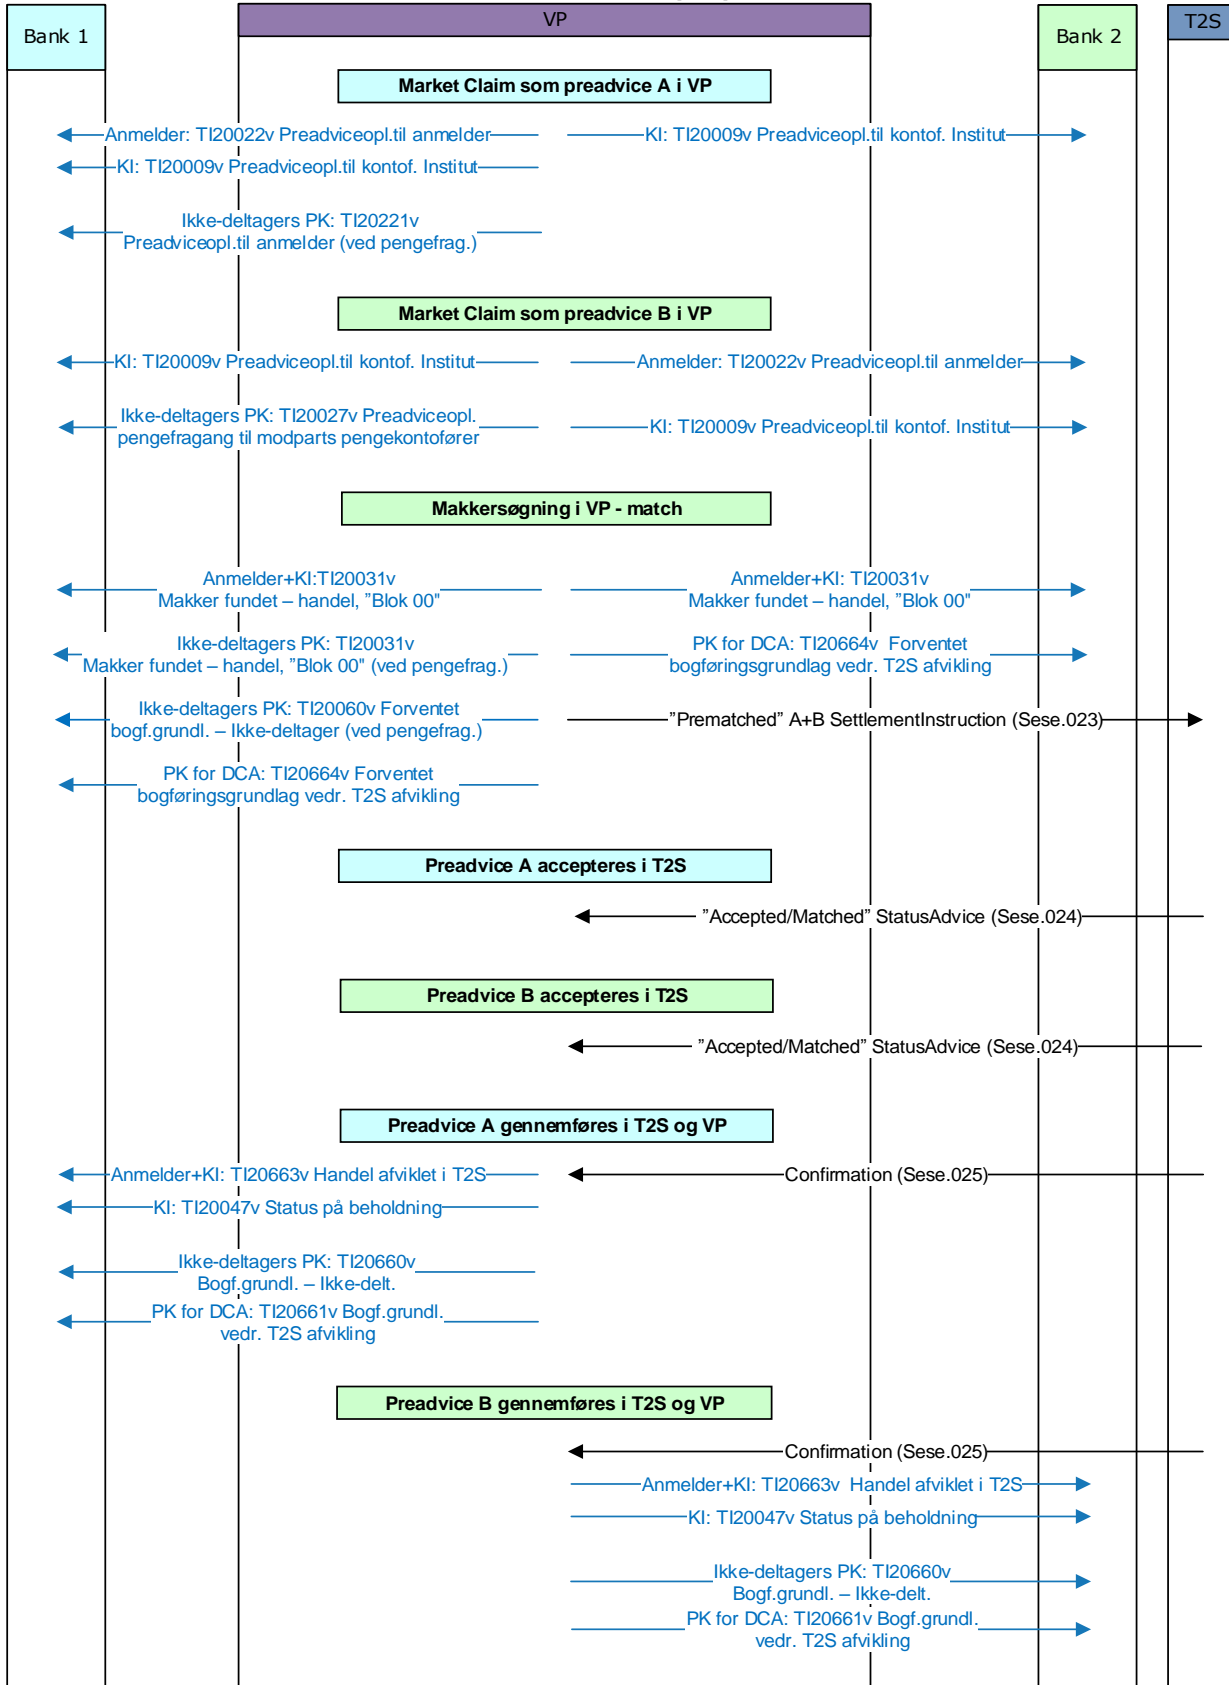 Bank 1
VP
Bank 2
T2S
Market Claim som preadvice A i VP
Anmelder: TI20022v Preadviceopl.til anmelder
KI: TI20009v Preadviceopl.til kontof. Institut
KI: TI20009v Preadviceopl.til kontof. Institut
Ikke-deltagers PK: TI20221v
Preadviceopl.til anmelder (ved pengefrag.)
Market Claim som preadvice B i VP
KI: TI20009v Preadviceopl.til kontof. Institut
Anmelder: TI20022v Preadviceopl.til anmelder
Ikke-deltagers PK: TI20027v Preadviceopl.
pengefragang til modparts pengekontofører
KI: TI20009v Preadviceopl.til kontof. Institut
Makkersøgning i VP - match
Anmelder+KI:TI20031v
Makker fundet – handel, ”Blok 00"
Anmelder+KI: TI20031v
Makker fundet – handel, ”Blok 00"
Ikke-deltagers PK: TI20031v
Makker fundet – handel, ”Blok 00" (ved pengefrag.)
PK for DCA: TI20664v  Forventet
bogføringsgrundlag vedr. T2S afvikling
Ikke-deltagers PK: TI20060v Forventet
bogf.grundl. – Ikke-deltager (ved pengefrag.)
”Prematched” A+B SettlementInstruction (Sese.023)
PK for DCA: TI20664v Forventet
bogføringsgrundlag vedr. T2S afvikling
Preadvice A accepteres i T2S
”Accepted/Matched” StatusAdvice (Sese.024)
Preadvice B accepteres i T2S
”Accepted/Matched” StatusAdvice (Sese.024)
Preadvice A gennemføres i T2S og VP
Anmelder+KI: TI20663v Handel afviklet i T2S
Confirmation (Sese.025)
KI: TI20047v Status på beholdning
Ikke-deltagers PK: TI20660v
Bogf.grundl. – Ikke-delt.
PK for DCA: TI20661v Bogf.grundl.
vedr. T2S afvikling
Preadvice B gennemføres i T2S og VP
Confirmation (Sese.025)
Anmelder+KI: TI20663v  Handel afviklet i T2S
KI: TI20047v Status på beholdning
Ikke-deltagers PK: TI20660v
Bogf.grundl. – Ikke-delt.
PK for DCA: TI20661v Bogf.grundl.
vedr. T2S afvikling